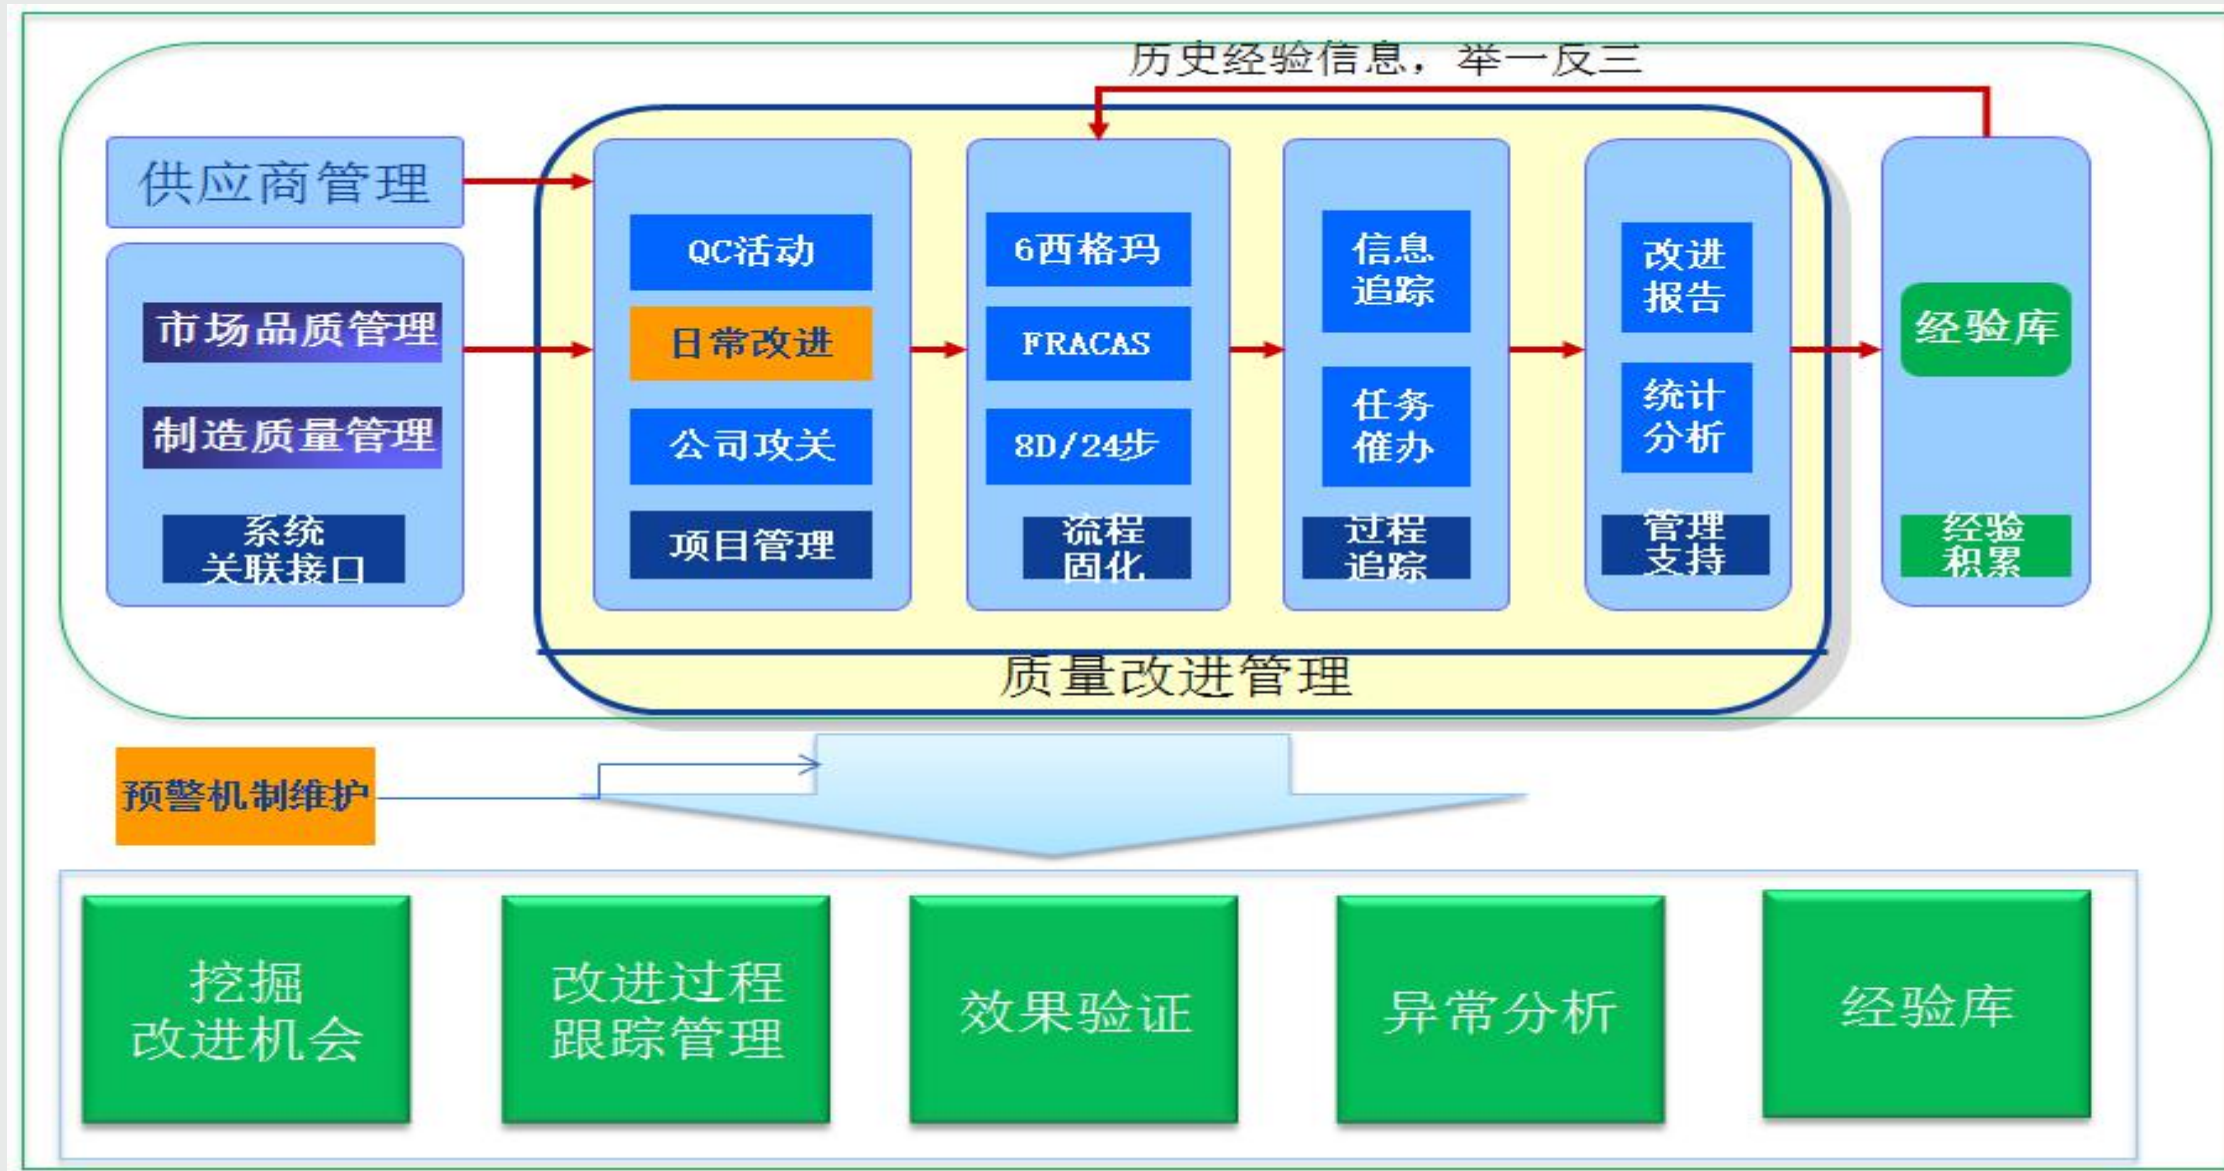 历史经验信息，举一反三
供应商管理
市场品质管理
制造质量管理
系统
关联接口
QC活动
日常改进
公司攻关
项目管理
6西格玛
FRACAS
8D/24步
流程
固化
信息
追踪
任务
催办
过程
追踪
改进
报告
统计
分析
管理
支持
经验库
经验
积累
质量改进管理
预警机制维护
挖掘
改进机会
改进过程
跟踪管理
效果验证
异常分析
经验库